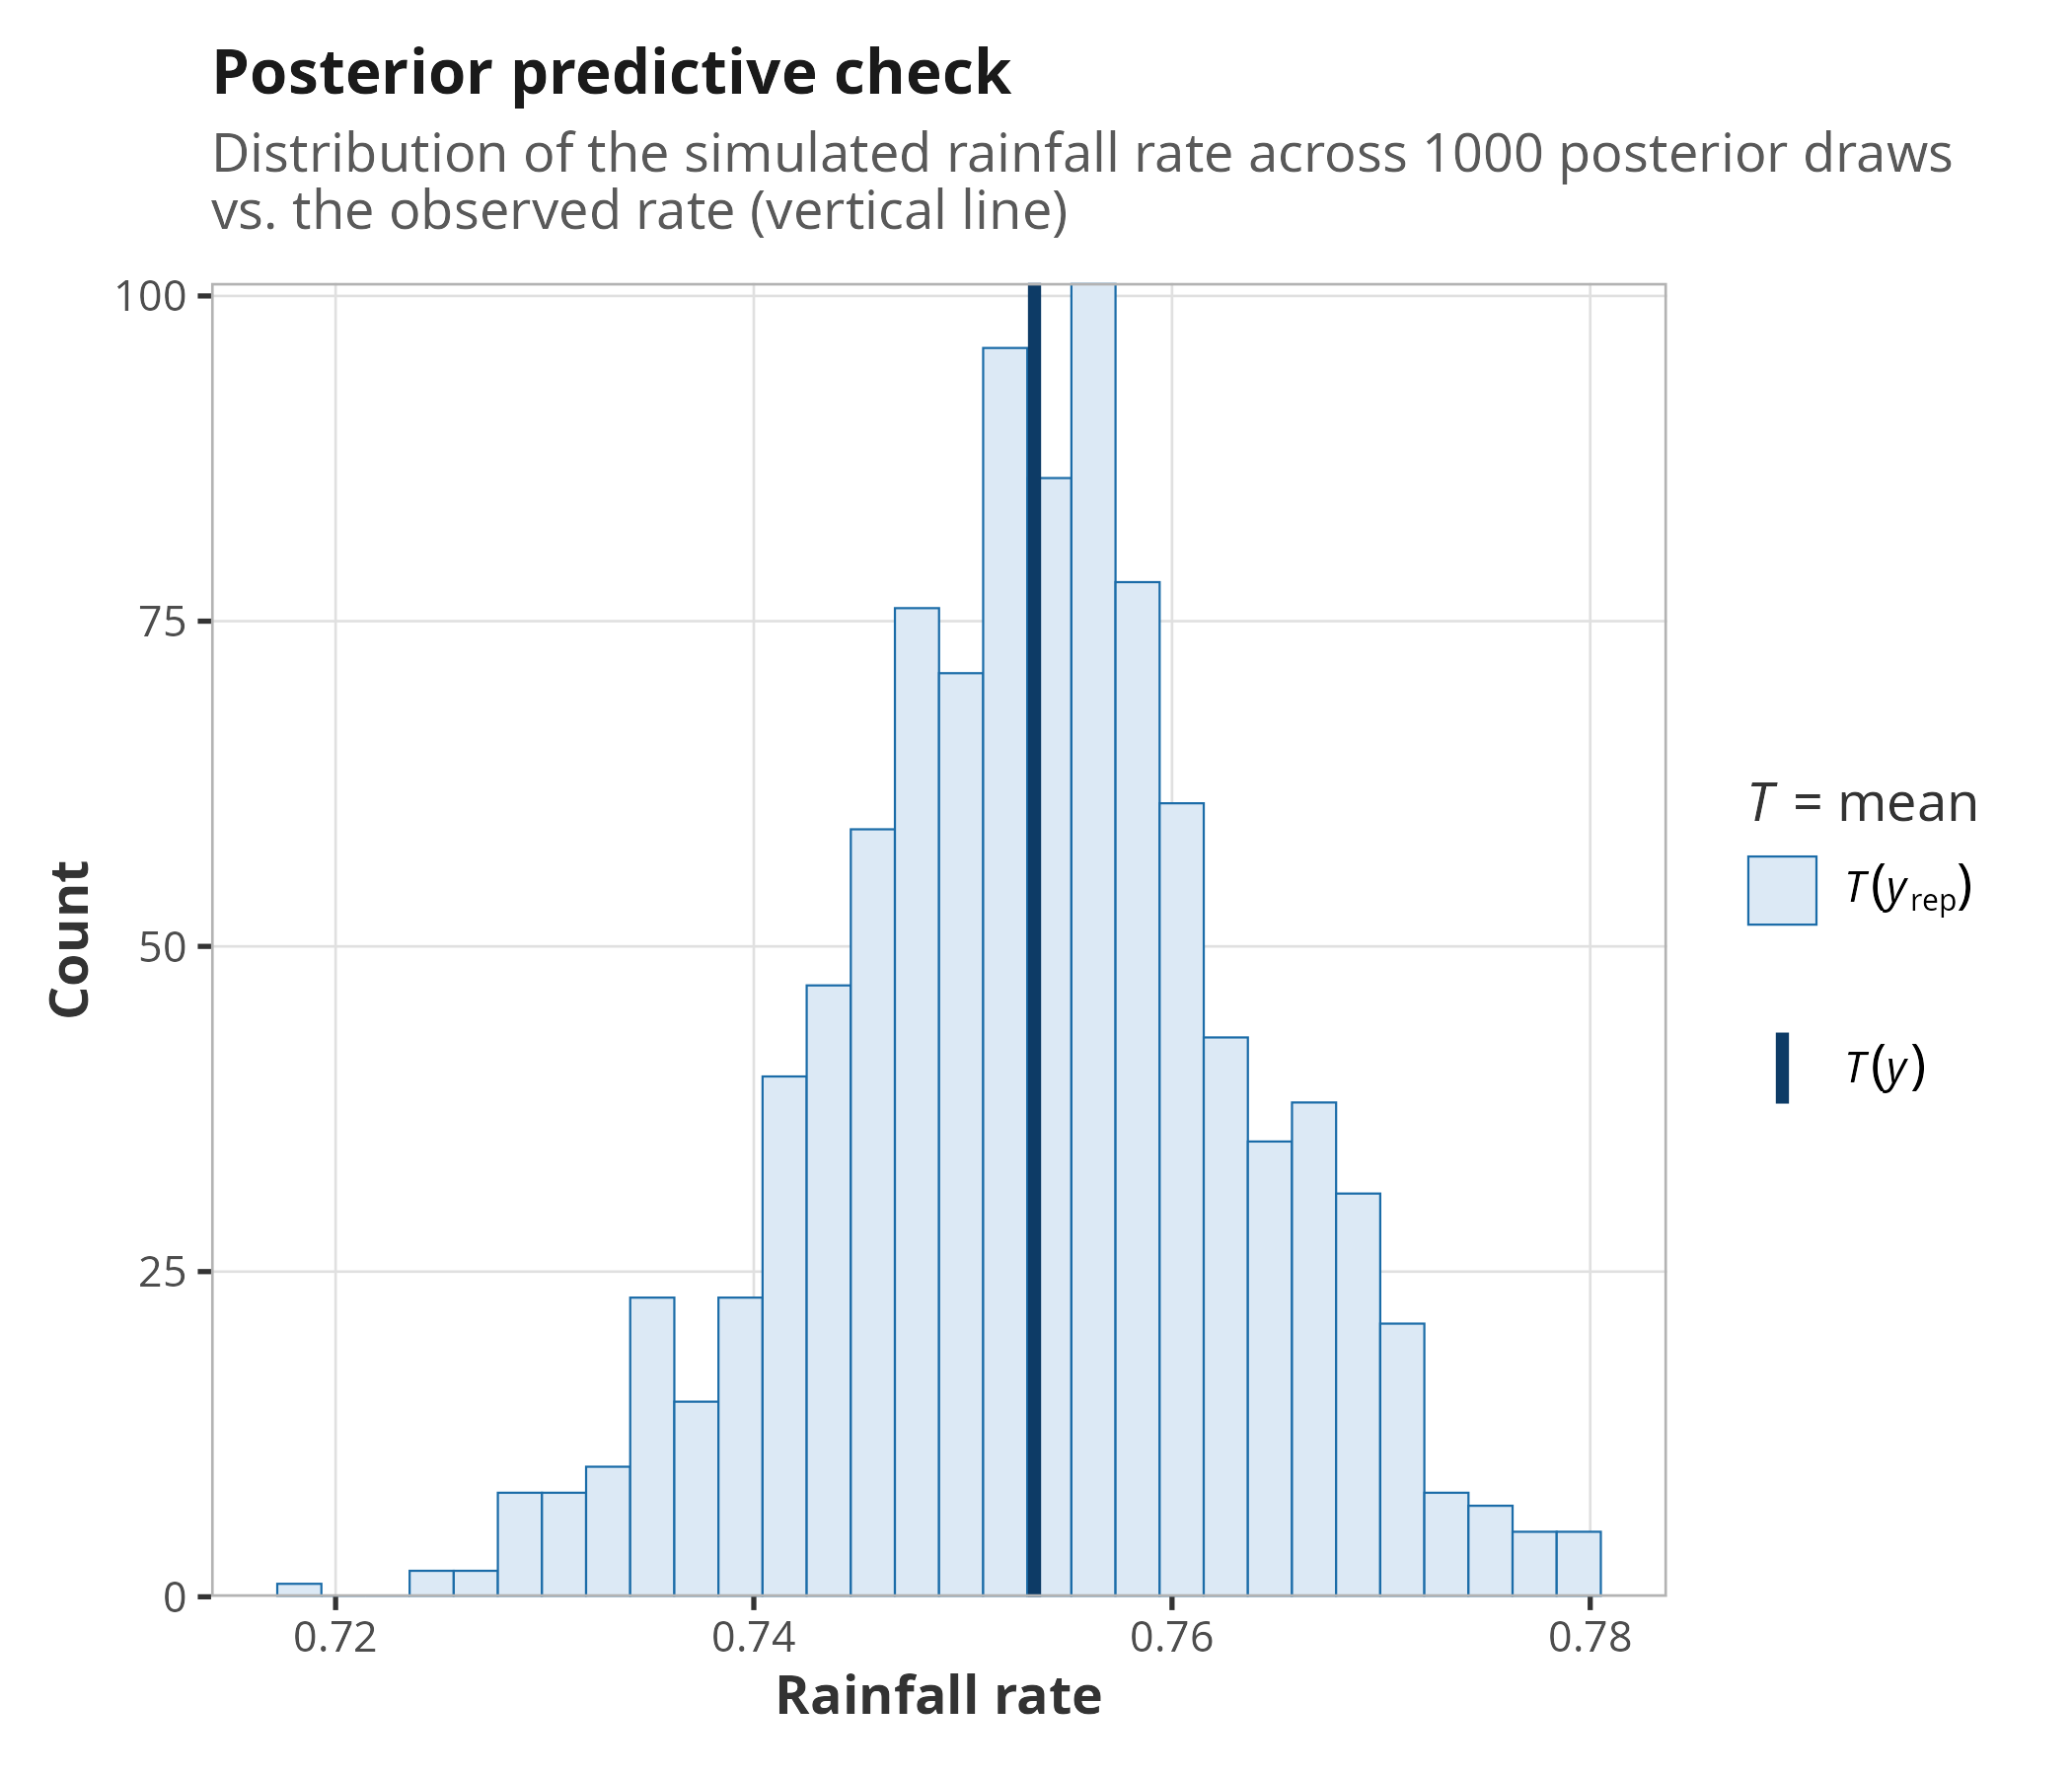 Posterior predictive check
Distribution of the simulated rainfall rate across 1000 posterior draws
vs. the observed rate (vertical line)
100
75
50
25
0
Count
0.72 0.74 0.76 0.78
Rainfall rate
T = mean
T(yrep)
T(y)